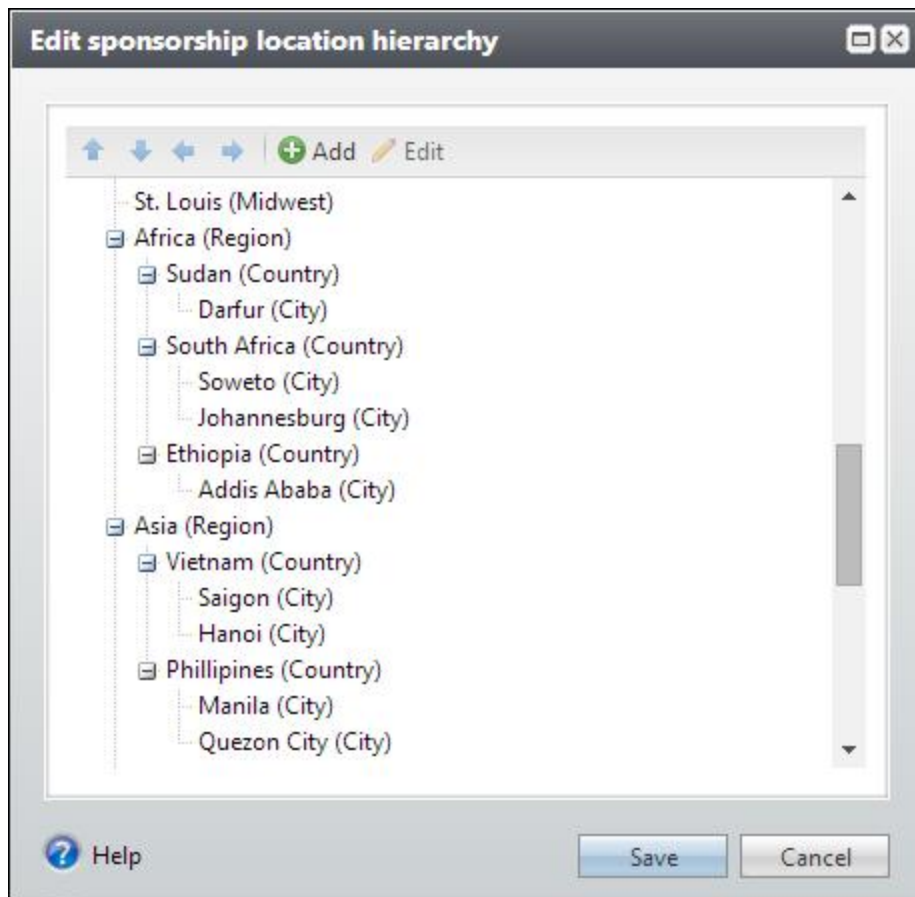 Edit sponsorship location hierarchy
Add Edit
St. Louis (Midwest)
Africa (Region)
Sudan (Country)
Darfur (City)
South Africa (Country)
Soweto (City)
Johannesburg (City)
Ethiopia (Country)
Addis Ababa (City)
Asia (Region)
Vietnam (Country)
Saigon (City)
Hanoi (City)
Phillipines (Country)
Manila (City)
Quezon City (City)
? Help Save Cancel